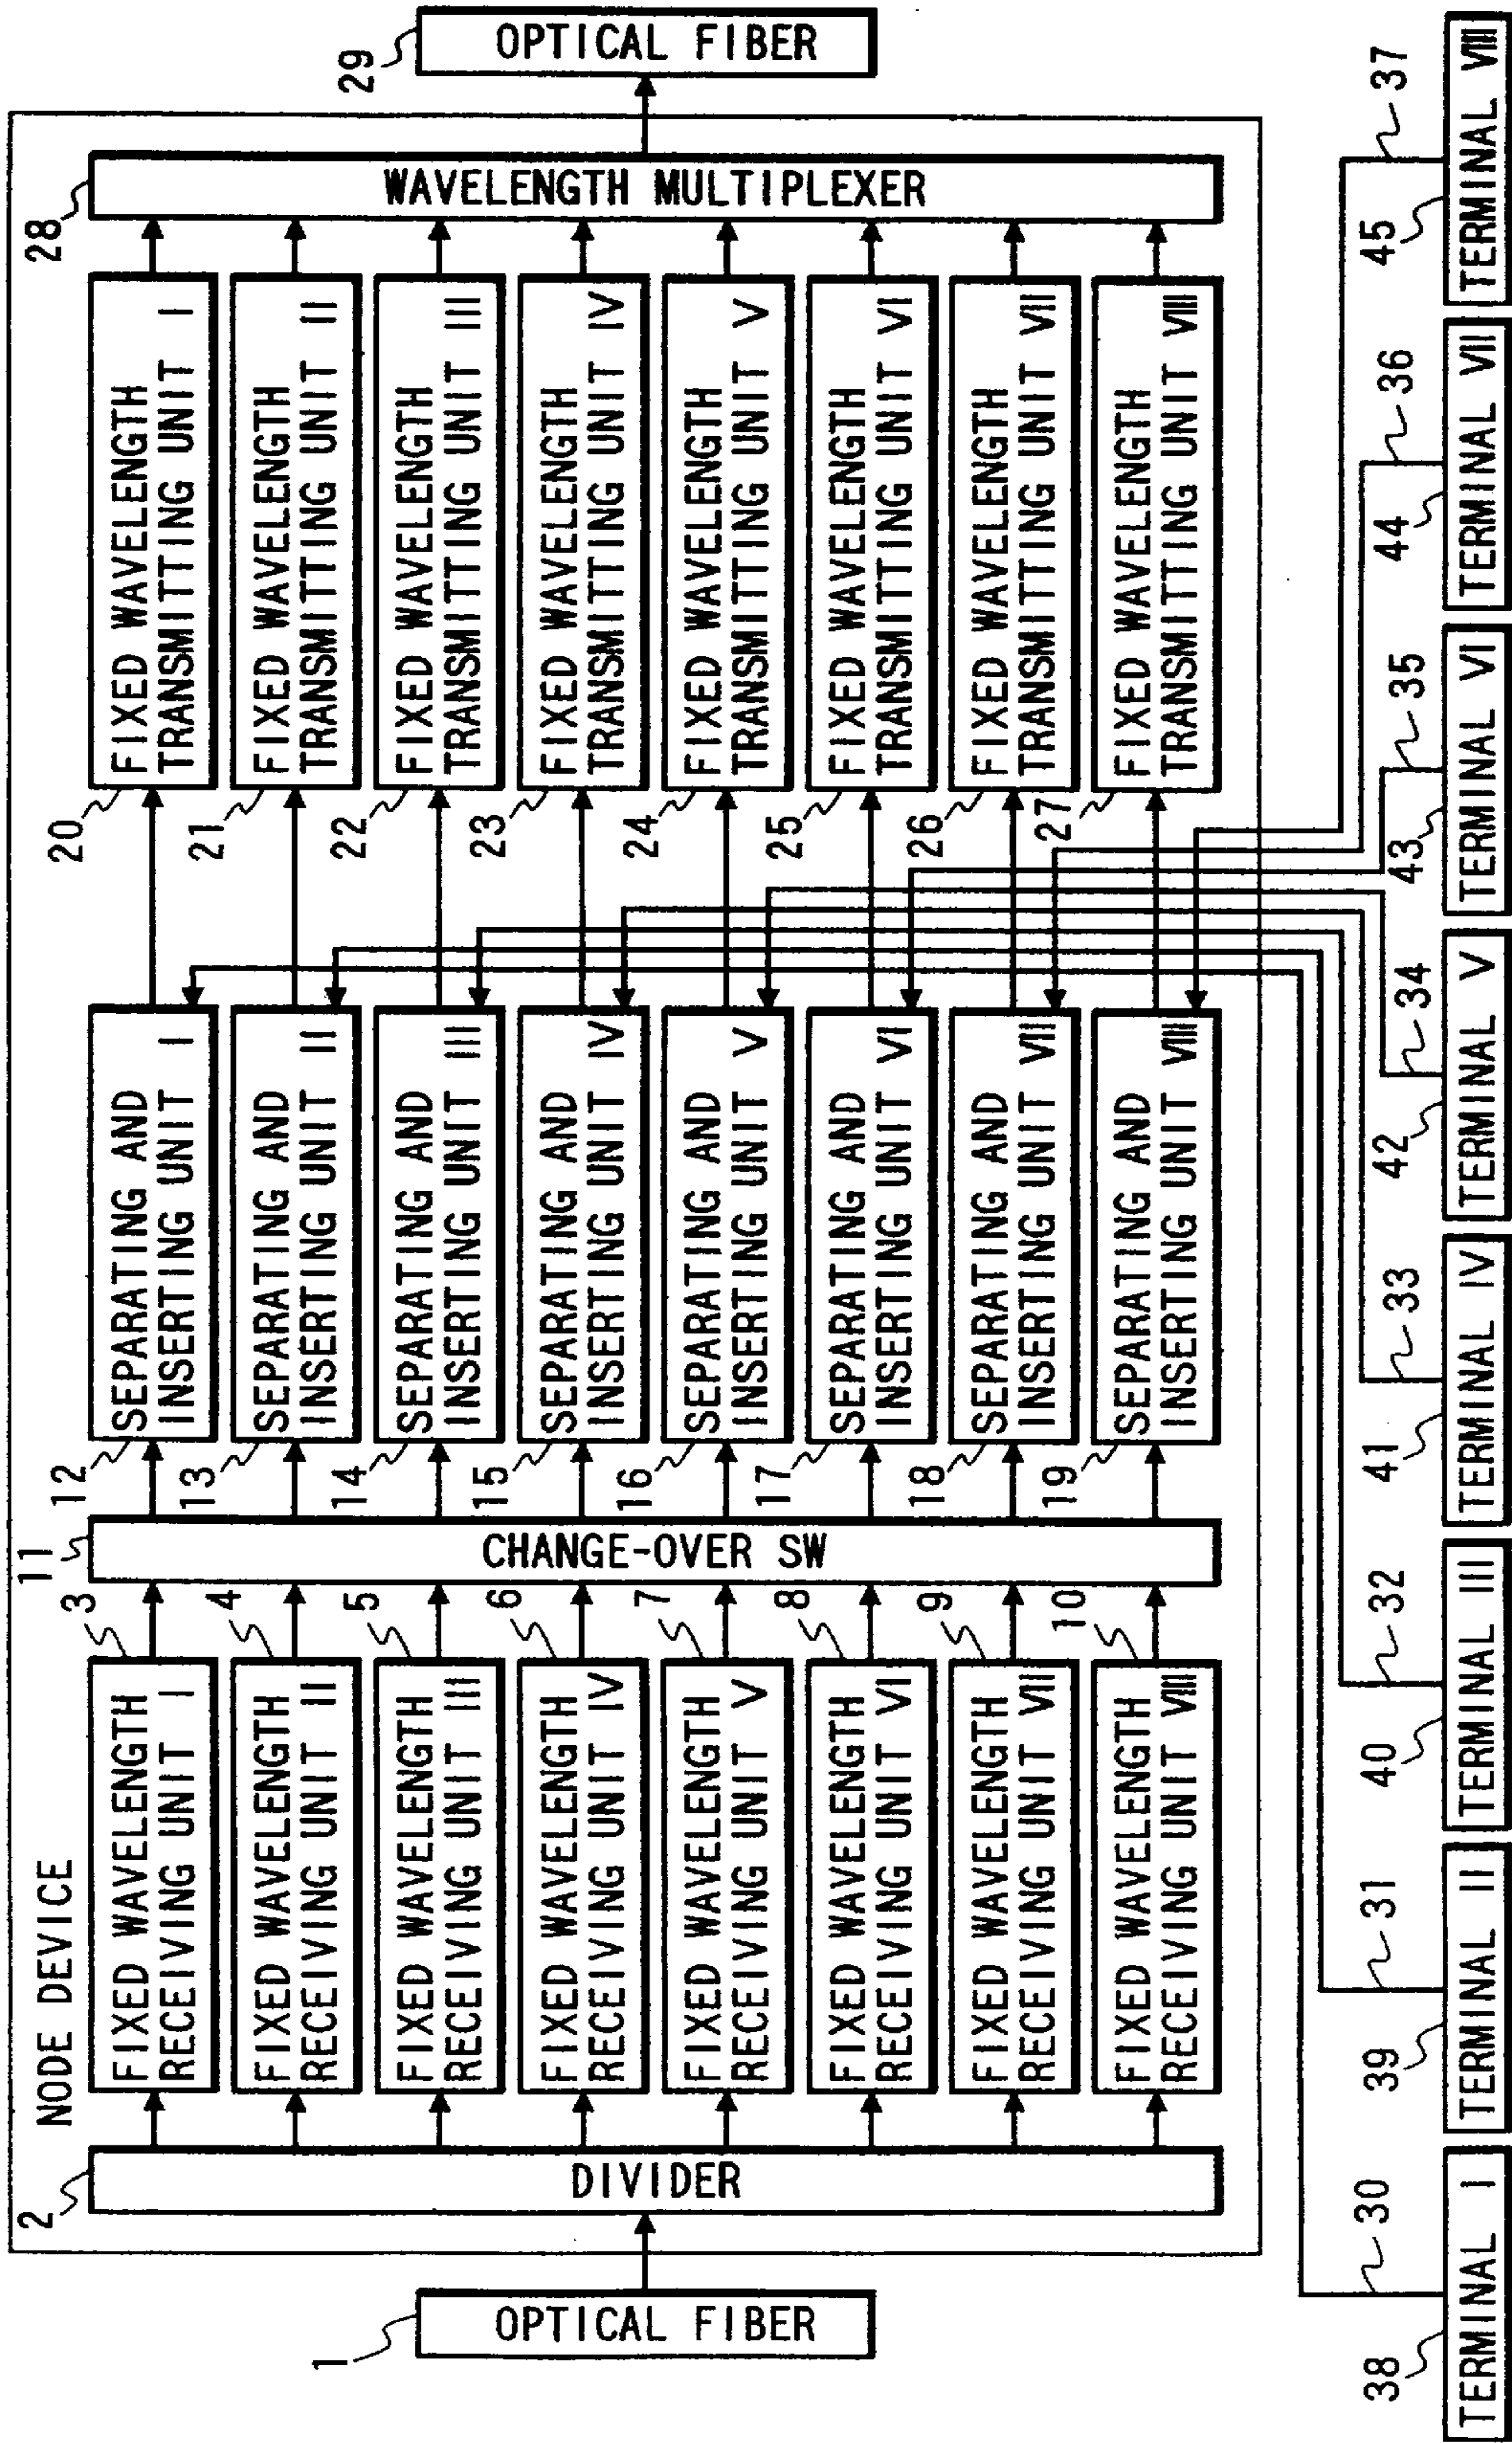 NODE DEVICE
1
OPTICAL FIBER
2
DIVIDER
3
FIXED WAVELENGTH
RECEIVING UNIT I
4
FIXED WAVELENGTH
RECEIVING UNIT II
5
FIXED WAVELENGTH
RECEIVING UNIT III
6
FIXED WAVELENGTH
RECEIVING UNIT IV
7
FIXED WAVELENGTH
RECEIVING UNIT V
8
FIXED WAVELENGTH
RECEIVING UNIT VI
9
FIXED WAVELENGTH
RECEIVING UNIT VII
10
FIXED WAVELENGTH
RECEIVING UNIT VIII
11
CHANGE-OVER SW
12
SEPARATING AND
INSERTING UNIT I
13
SEPARATING AND
INSERTING UNIT II
14
SEPARATING AND
INSERTING UNIT III
15
SEPARATING AND
INSERTING UNIT IV
16
SEPARATING AND
INSERTING UNIT V
17
SEPARATING AND
INSERTING UNIT VI
18
SEPARATING AND
INSERTING UNIT VII
19
SEPARATING AND
INSERTING UNIT VIII
20
FIXED WAVELENGTH
TRANSMITTING UNIT I
21
FIXED WAVELENGTH
TRANSMITTING UNIT II
22
FIXED WAVELENGTH
TRANSMITTING UNIT III
23
FIXED WAVELENGTH
TRANSMITTING UNIT IV
24
FIXED WAVELENGTH
TRANSMITTING UNIT V
25
FIXED WAVELENGTH
TRANSMITTING UNIT VI
26
FIXED WAVELENGTH
TRANSMITTING UNIT VII
27
FIXED WAVELENGTH
TRANSMITTING UNIT VIII
28
WAVELENGTH MULTIPLEXER
29
OPTICAL FIBER
30
31
32
33
34
35
36
37
38
TERMINAL I
39
TERMINAL II
40
TERMINAL III
41
TERMINAL IV
42
TERMINAL V
43
TERMINAL VI
44
TERMINAL VII
45
TERMINAL VIII